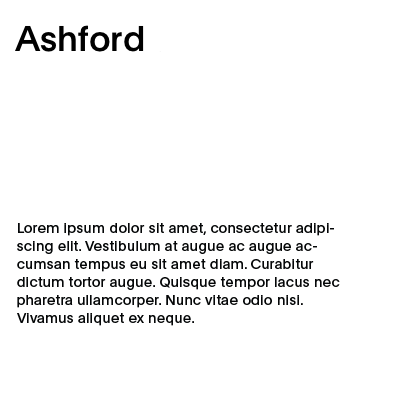 Ashford
Lorem ipsum dolor sit amet, consectetur adipi-
scing elit. Vestibulum at augue ac augue ac-
cumsan tempus eu sit amet diam. Curabitur
dictum tortor augue. Quisque tempor lacus nec
pharetra ullamcorper. Nunc vitae odio nisi.
Vivamus aliquet ex neque.